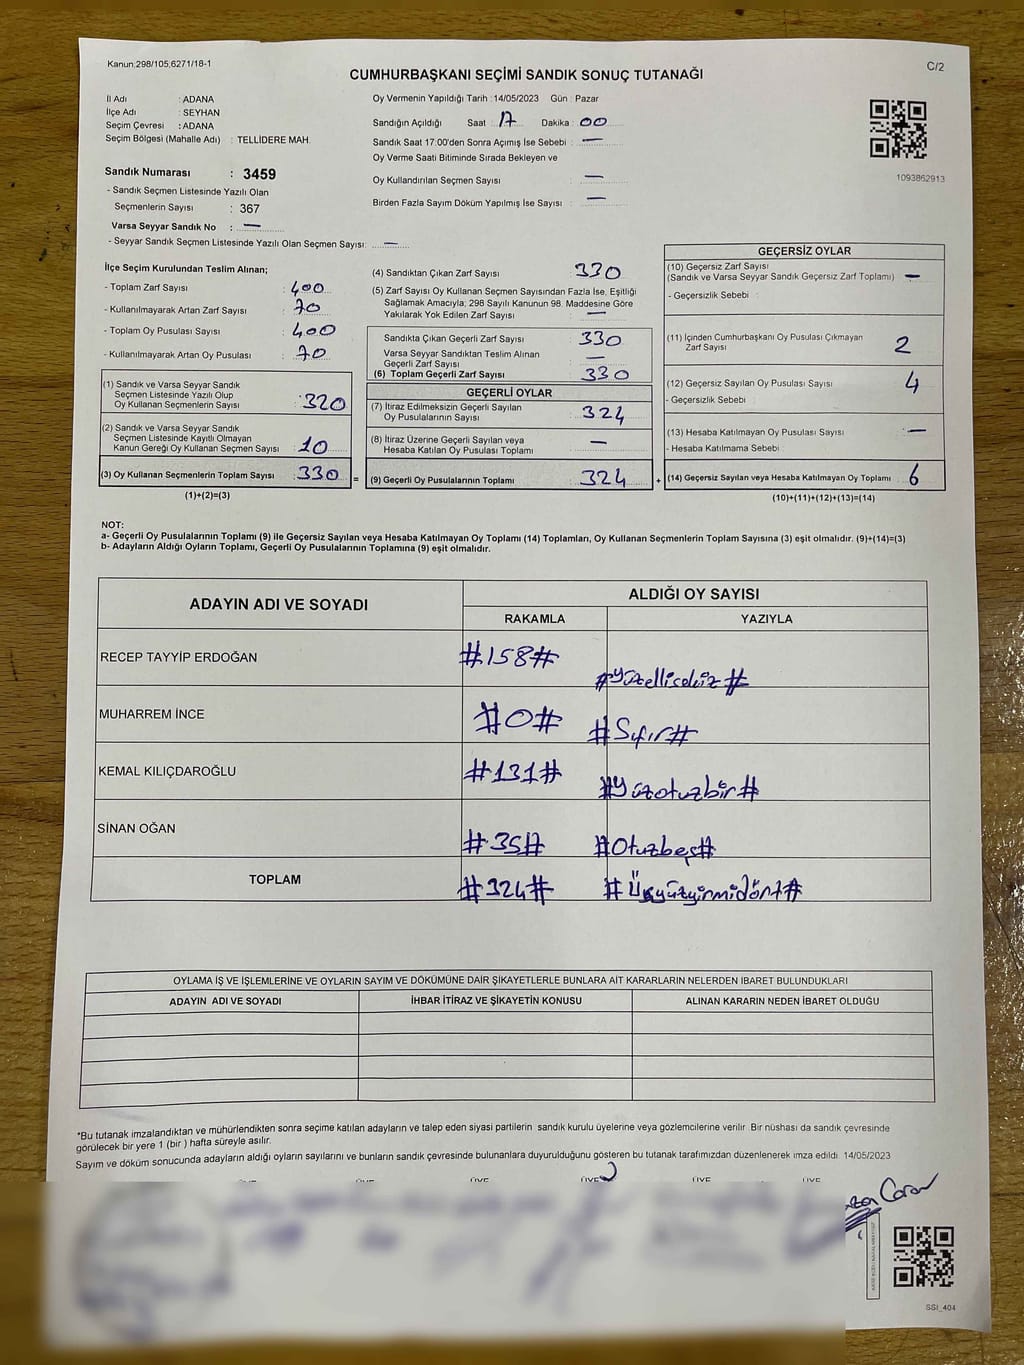 Kanun;298/105,6271/18-1
C/2
CUMHURBAŞKANI SEÇİMİ SANDIK SONUÇ TUTANAĞI
İl Adı : ADANA
İlçe Adı : SEYHAN
Seçim Çevresi : ADANA
Seçim Bölgesi (Mahalle Adı) : TELLİDERE MAH.
Sandık Numarası : 3459
- Sandık Seçmen Listesinde Yazılı Olan
Seçmenlerin Sayısı : 367
Varsa Seyyar Sandık No : —
- Seyyar Sandık Seçmen Listesinde Yazılı Olan Seçmen Sayısı: —
Oy Vermenin Yapıldığı Tarih :14/05/2023 Gün : Pazar
Sandığın Açıldığı Saat : 17 Dakika : 00
Sandık Saat 17:00'den Sonra Açımış İse Sebebi : —
Oy Verme Saati Bitiminde Sırada Bekleyen ve
Oy Kullandırılan Seçmen Sayısı : —
Birden Fazla Sayım Döküm Yapılmış İse Sayısı : —
1093862913
İlçe Seçim Kurulundan Teslim Alınan;
- Toplam Zarf Sayısı : 400
- Kullanılmayarak Artan Zarf Sayısı : 70
- Toplam Oy Pusulası Sayısı : 400
- Kullanılmayarak Artan Oy Pusulası : 70
(1) Sandık ve Varsa Seyyar Sandık
Seçmen Listesinde Yazılı Olup
Oy Kullanan Seçmenlerin Sayısı : 320
(2) Sandık ve Varsa Seyyar Sandık
Seçmen Listesinde Kayıtlı Olmayan
Kanun Gereği Oy Kullanan Seçmen Sayısı : 10
(3) Oy Kullanan Seçmenlerin Toplam Sayısı : 330 =
(1)+(2)=(3)
(4) Sandıktan Çıkan Zarf Sayısı : 330
(5) Zarf Sayısı Oy Kullanan Seçmen Sayısından Fazla İse, Eşitliği
Sağlamak Amacıyla; 298 Sayılı Kanunun 98. Maddesine Göre
Yakılarak Yok Edilen Zarf Sayısı : —
Sandıkta Çıkan Geçerli Zarf Sayısı : 330
Varsa Seyyar Sandıktan Teslim Alınan
Geçerli Zarf Sayısı : —
(6) Toplam Geçerli Zarf Sayısı : 330
GEÇERLİ OYLAR
(7) İtiraz Edilmeksizin Geçerli Sayılan
Oy Pusulalarının Sayısı : 324
(8) İtiraz Üzerine Geçerli Sayılan veya
Hesaba Katılan Oy Pusulası Toplamı : —
(9) Geçerli Oy Pusulalarının Toplamı : 324 +
GEÇERSİZ OYLAR
(10) Geçersiz Zarf Sayısı
(Sandık ve Varsa Seyyar Sandık Geçersiz Zarf Toplamı) : —
- Geçersizlik Sebebi :
(11) İçinden Cumhurbaşkanı Oy Pusulası Çıkmayan
Zarf Sayısı : 2
(12) Geçersiz Sayılan Oy Pusulası Sayısı : 4
- Geçersizlik Sebebi :
(13) Hesaba Katılmayan Oy Pusulası Sayısı : —
- Hesaba Katılmama Sebebi :
(14) Geçersiz Sayılan veya Hesaba Katılmayan Oy Toplamı : 6
(10)+(11)+(12)+(13)=(14)
NOT:
a- Geçerli Oy Pusulalarının Toplamı (9) ile Geçersiz Sayılan veya Hesaba Katılmayan Oy Toplamı (14) Toplamları, Oy Kullanan Seçmenlerin Toplam Sayısına (3) eşit olmalıdır. (9)+(14)=(3)
b- Adayların Aldığı Oyların Toplamı, Geçerli Oy Pusulalarının Toplamına (9) eşit olmalıdır.
ADAYIN ADI VE SOYADI ALDIĞI OY SAYISI
RAKAMLA YAZIYLA
RECEP TAYYİP ERDOĞAN #158# #Yüzellisekiz#
MUHARREM İNCE #0# #Sıfır#
KEMAL KILIÇDAROĞLU #131# #Yüzotuzbir#
SİNAN OĞAN #35# #Otuzbeş#
TOPLAM #324# #Üçyüzyirmidört#
OYLAMA İŞ VE İŞLEMLERİNE VE OYLARIN SAYIM VE DÖKÜMÜNE DAİR ŞİKAYETLERLE BUNLARA AİT KARARLARIN NELERDEN İBARET BULUNDUKLARI
ADAYIN ADI VE SOYADI İHBAR İTİRAZ VE ŞİKAYETİN KONUSU ALINAN KARARIN NEDEN İBARET OLDUĞU
*Bu tutanak imzalandıktan ve mühürlendikten sonra seçime katılan adayların ve talep eden siyasi partilerin sandık kurulu üyelerine veya gözlemcilerine verilir. Bir nüshası da sandık çevresinde
görülecek bir yere 1 (bir ) hafta süreyle asılır.
Sayım ve döküm sonucunda adayların aldığı oyların sayılarını ve bunların sandık çevresinde bulunanlara duyurulduğunu gösteren bu tutanak tarafımızdan düzenlenerek imza edildi. 14/05/2023
ÜYE ÜYE ÜYE ÜYE ÜYE
SSI_404